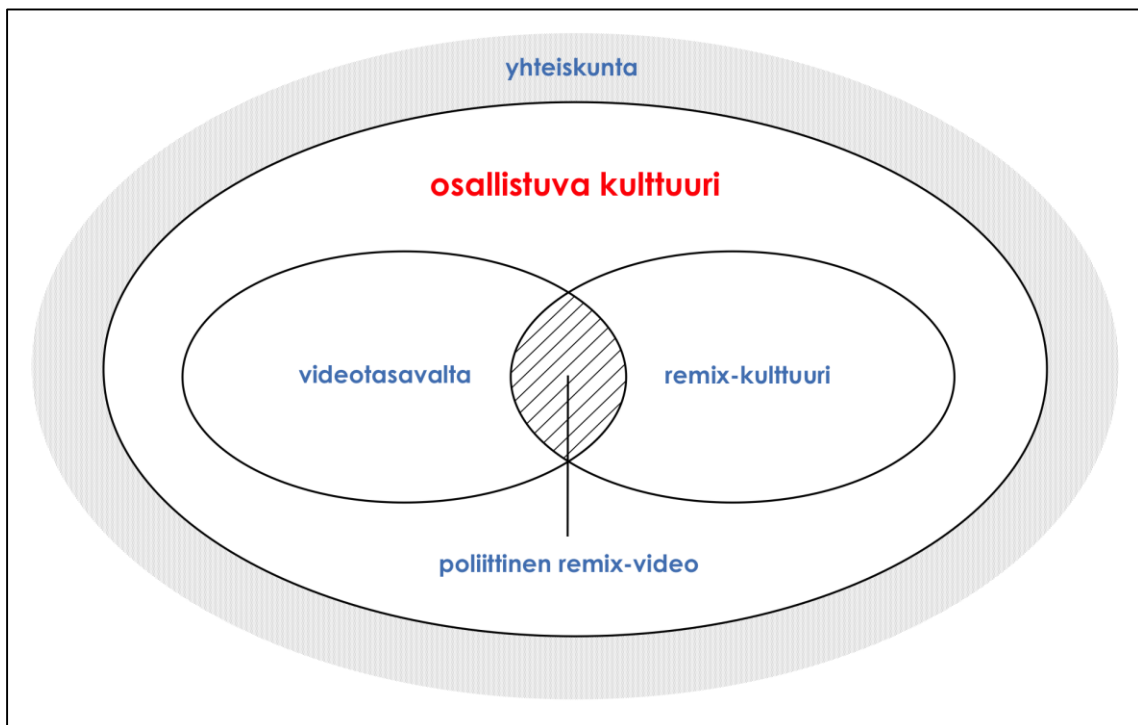 yhteiskunta
osallistuva kulttuuri
videotasavalta
remix-kulttuuri
poliittinen remix-video